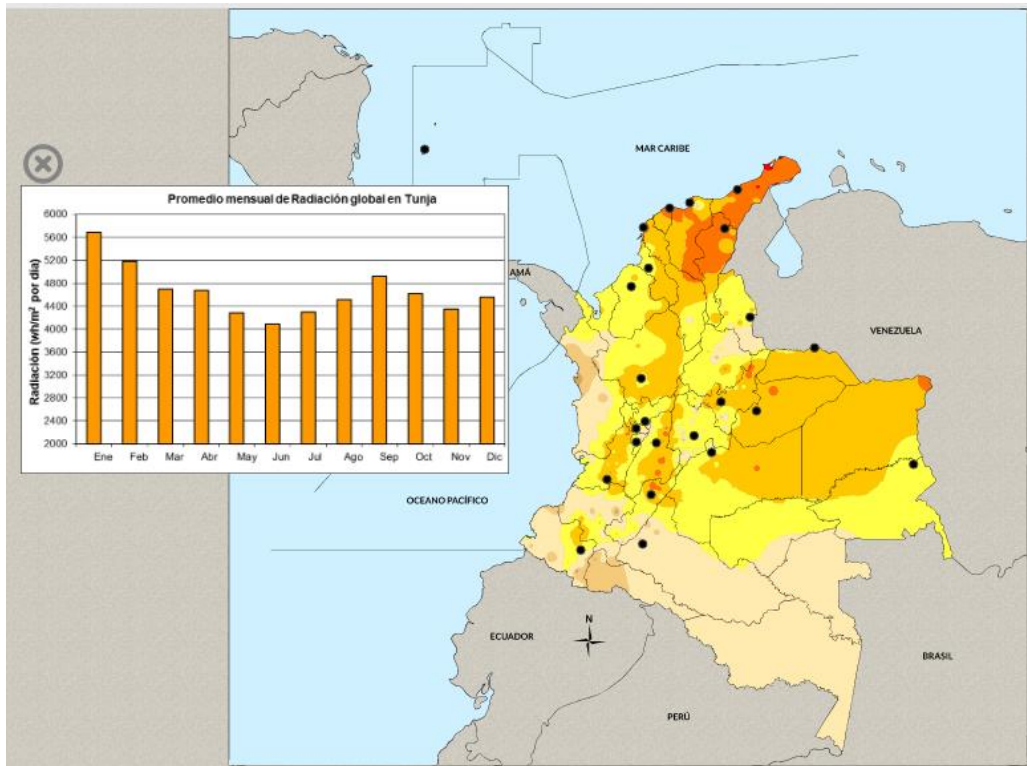 MAR CARIBE
Promedio mensual de Radiación global en Tunja
Radiación (wh/m² por día)
6000
5600
5200
4800
4400
4000
3600
3200
2800
2400
2000
Ene Feb Mar Abr May Jun Jul Ago Sep Oct Nov Dic
AMÁ
VENEZUELA
OCEANO PACÍFICO
N
ECUADOR
BRASIL
PERÚ